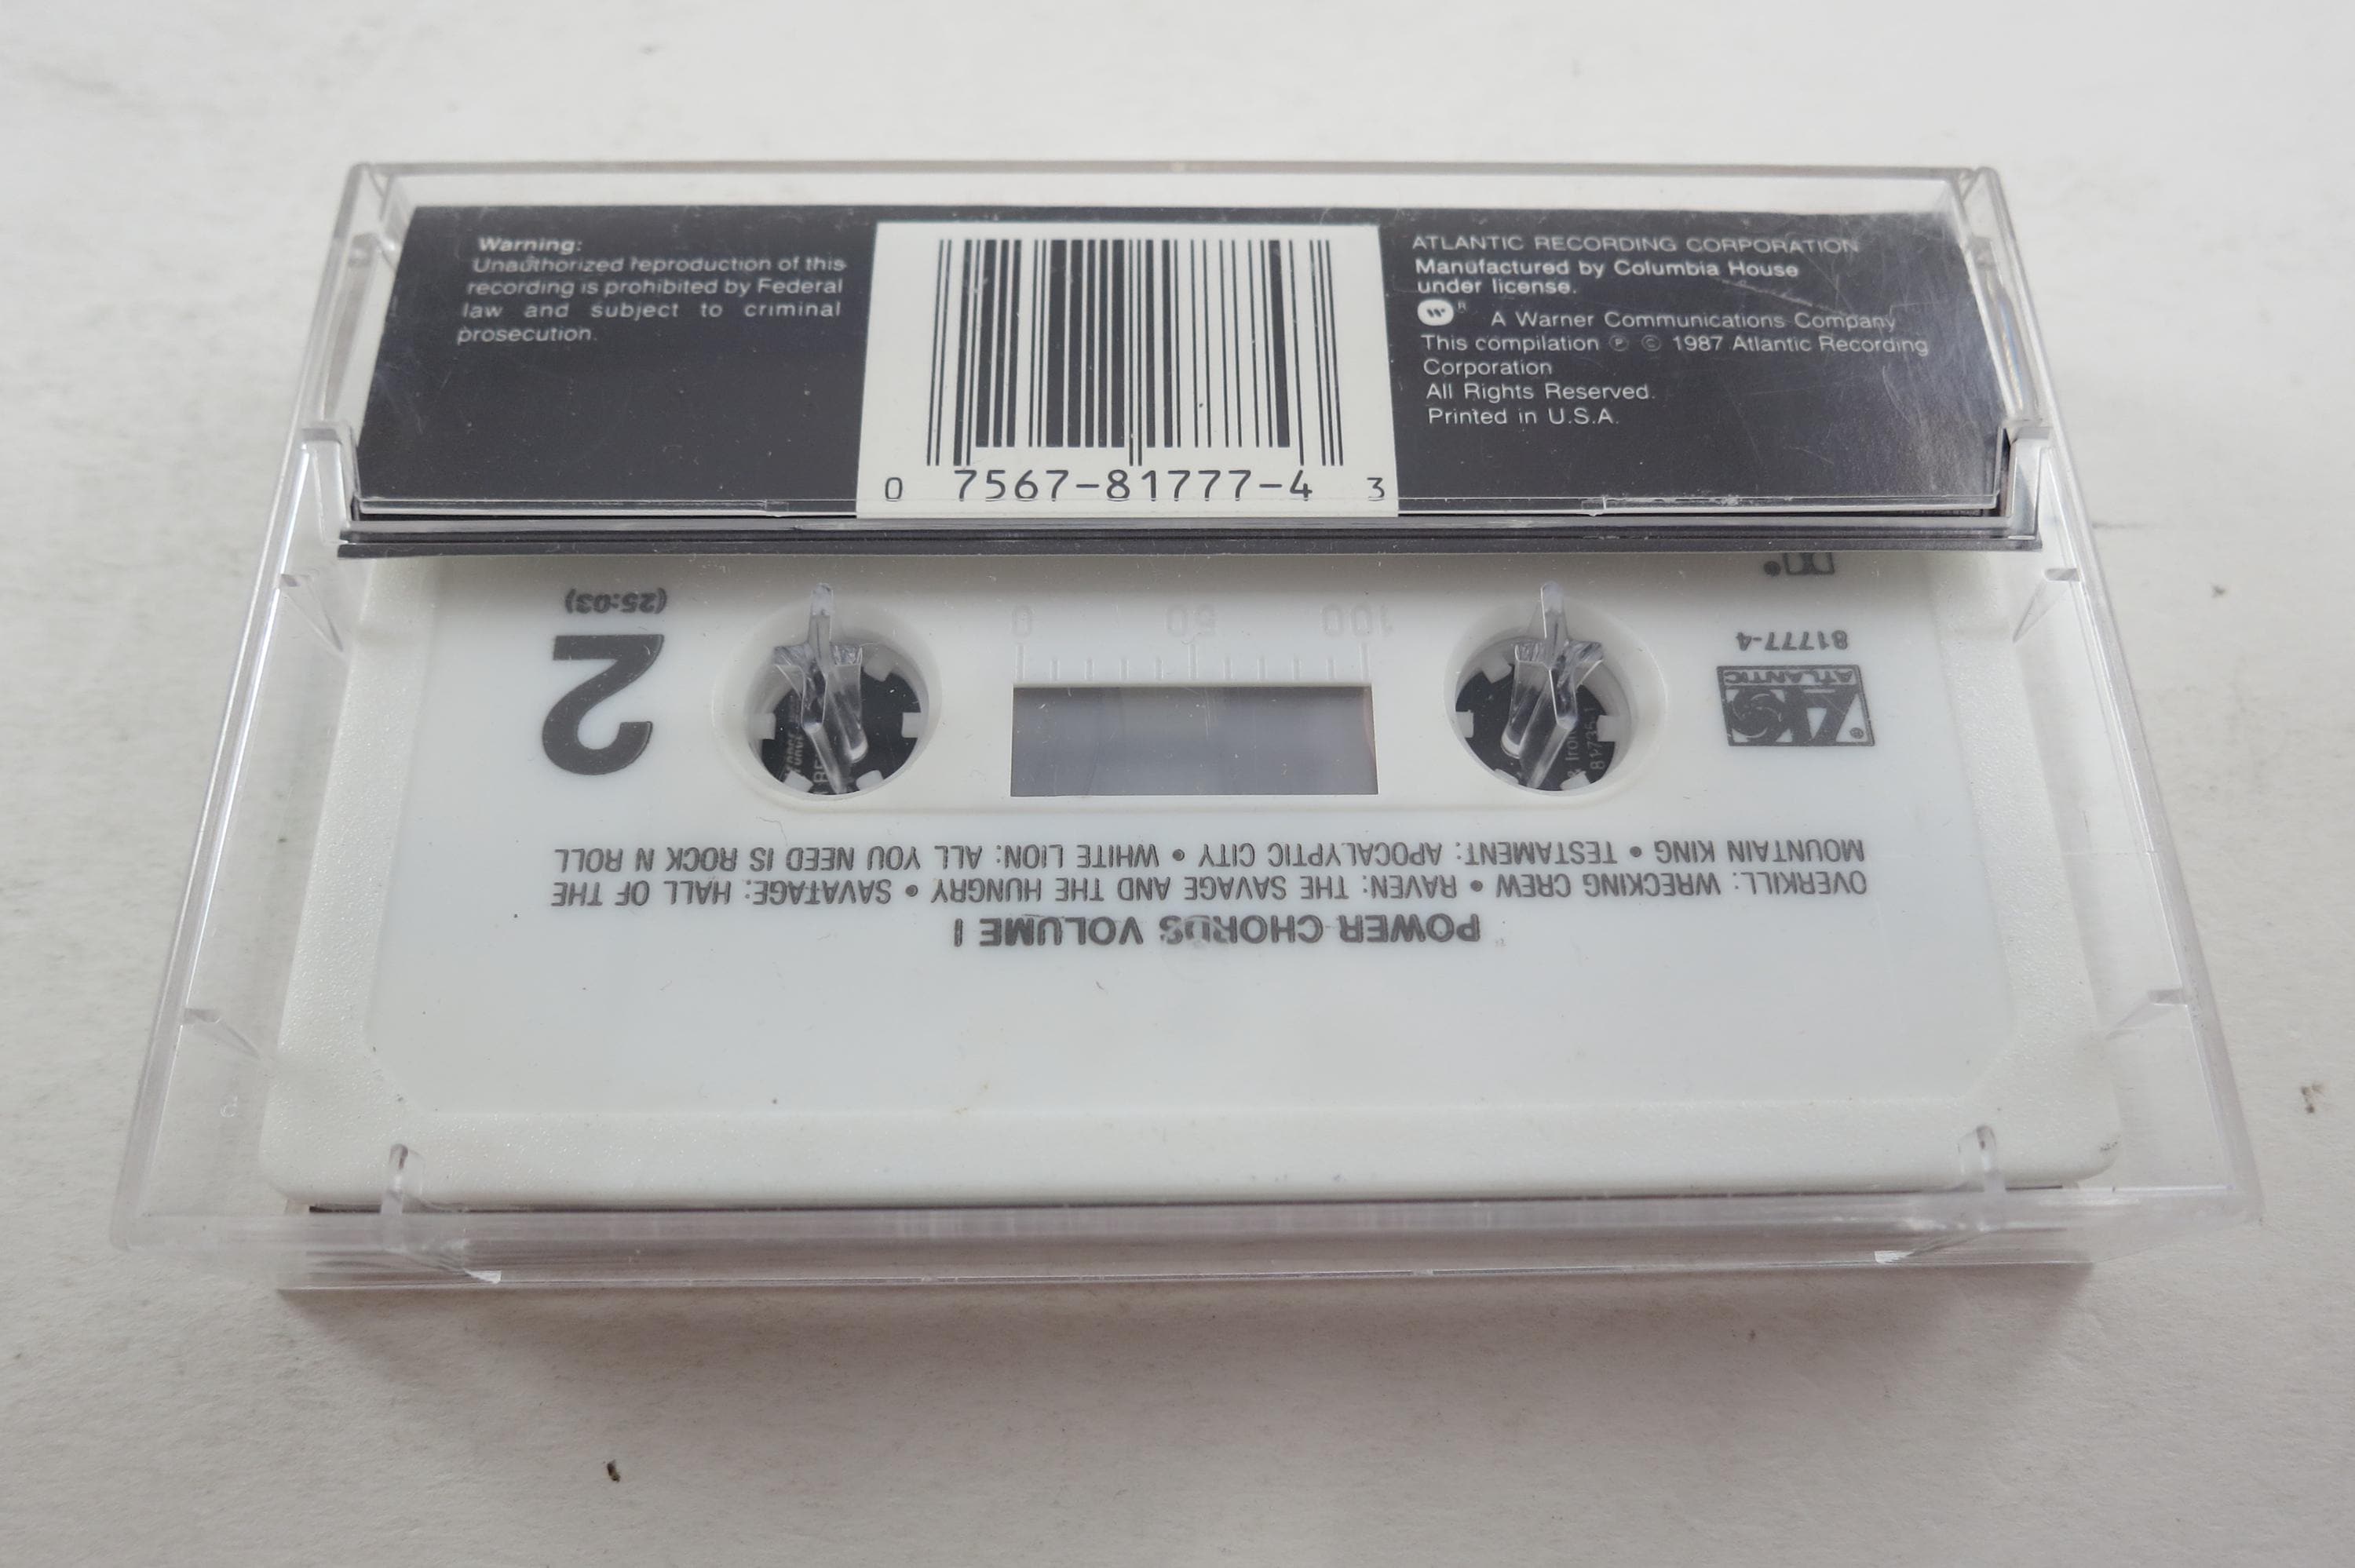 Warning:
Unauthorized reproduction of this
recording is prohibited by Federal
law and subject to criminal
prosecution.
0 7567-81777-4 3
ATLANTIC RECORDING CORPORATION
Manufactured by Columbia House
under license.
® A Warner Communications Company
This compilation ℗ © 1987 Atlantic Recording
Corporation
All Rights Reserved.
Printed in U.S.A.
POWER CHORDS VOLUME I
OVERKILL: WRECKING CREW • RAVEN: THE SAVAGE AND THE HUNGRY • SAVATAGE: HALL OF THE
MOUNTAIN KING • TESTAMENT: APOCALYPTIC CITY • WHITE LION: ALL YOU NEED IS ROCK N ROLL
ATLANTIC®
81777-4
2
(25:03)
100 50 0